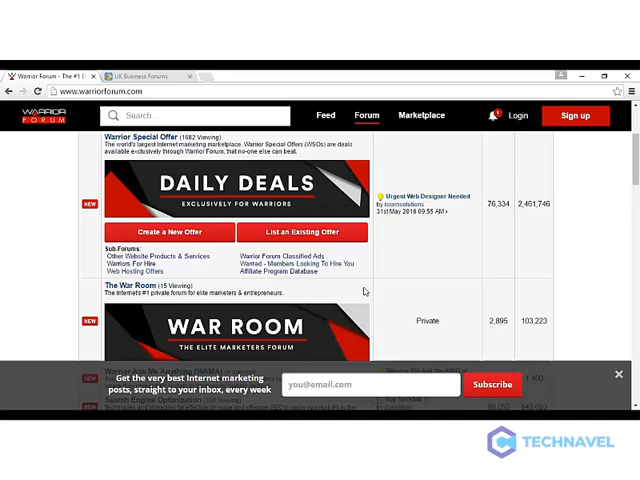 Warrior Forum - The #1 D
UK Business Forums
www.warriorforum.com
WARRIOR
FORUM
Search...
Feed
Forum
Marketplace
1
Login
Sign up
Warrior Special Offer (1682 Viewing)
The world's largest Internet marketing marketplace. Warrior Special Offers (WSOs) are deals
available exclusively through Warrior Forum, that no-one else can beat.
NEW
DAILY DEALS
EXCLUSIVELY FOR WARRIORS
Urgent Web Designer Needed
31st May 2016 09:55 AM
76,334
2,461,746
Create a New Offer
List an Existing Offer
Sub-Forums:
Other Website Products & Services
Warrior Forum Classified Ads
Warriors For Hire
Wanted - Members Looking To Hire You
Web Hosting Offers
Affiliate Program Database
The War Room (15 Viewing)
The Internet's #1 private forum for elite marketers & entrepreneurs.
NEW
WAR ROOM
THE ELITE MARKETERS FORUM
Private
2,895
103,223
Warrior Ask Me Anything (WAMA)
Get the very best Internet marketing
posts, straight to your inbox, every week
you@email.com
Subscribe
Search Engine Optimization
TECHNAVEL